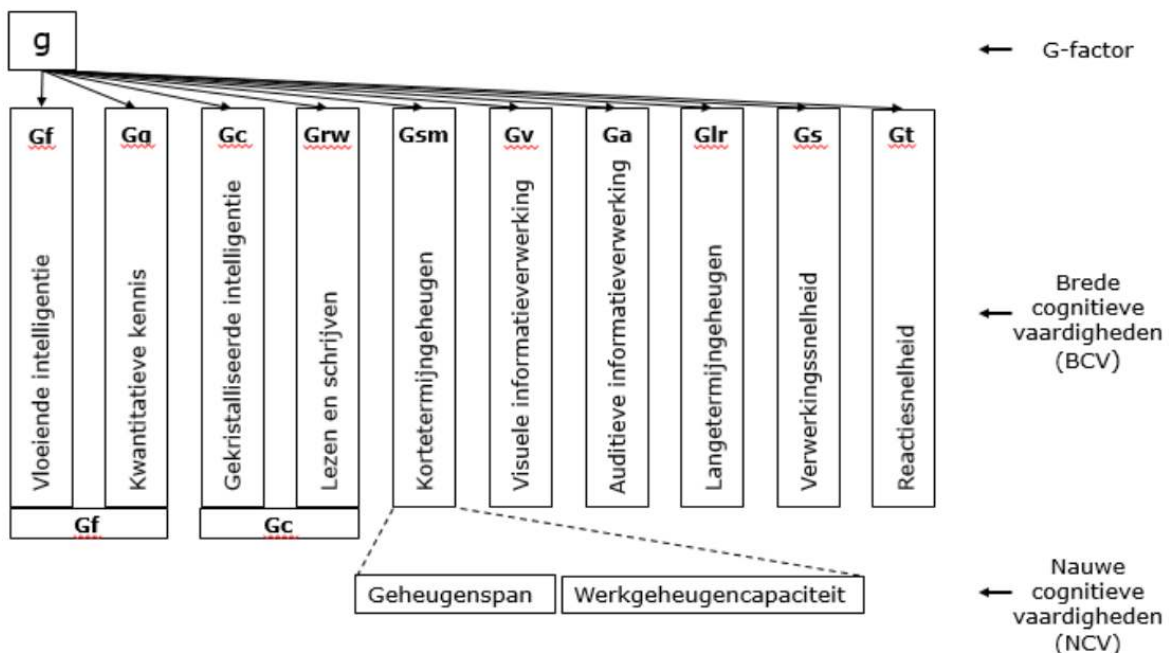 g
G-factor
Gf
Gq
Gc
Grw
Gsm
Gv
Ga
Glr
Gs
Gt
Vloeiende intelligentie
Kwantitatieve kennis
Gekristalliseerde intelligentie
Lezen en schrijven
Kortetermijngeheugen
Visuele informatieverwerking
Auditieve informatieverwerking
Langetermijngeheugen
Verwerkingssnelheid
Reactiesnelheid
Brede
cognitieve
vaardigheden
(BCV)
Gf
Gc
Geheugenspan
Werkgeheugencapaciteit
Nauwe
cognitieve
vaardigheden
(NCV)